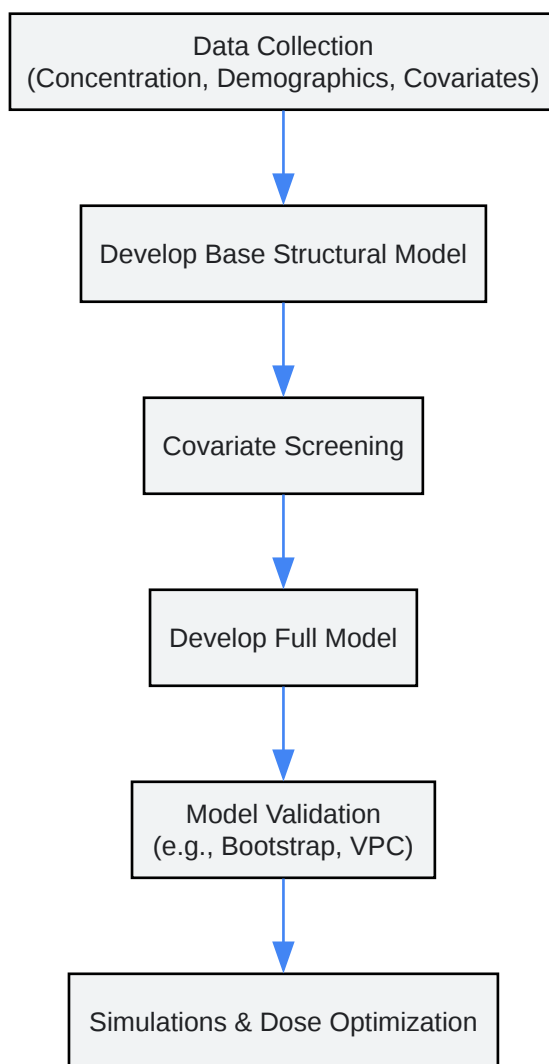 Data Collection
(Concentration, Demographics, Covariates)
Develop Base Structural Model
Covariate Screening
Develop Full Model
Model Validation
(e.g., Bootstrap, VPC)
Simulations & Dose Optimization